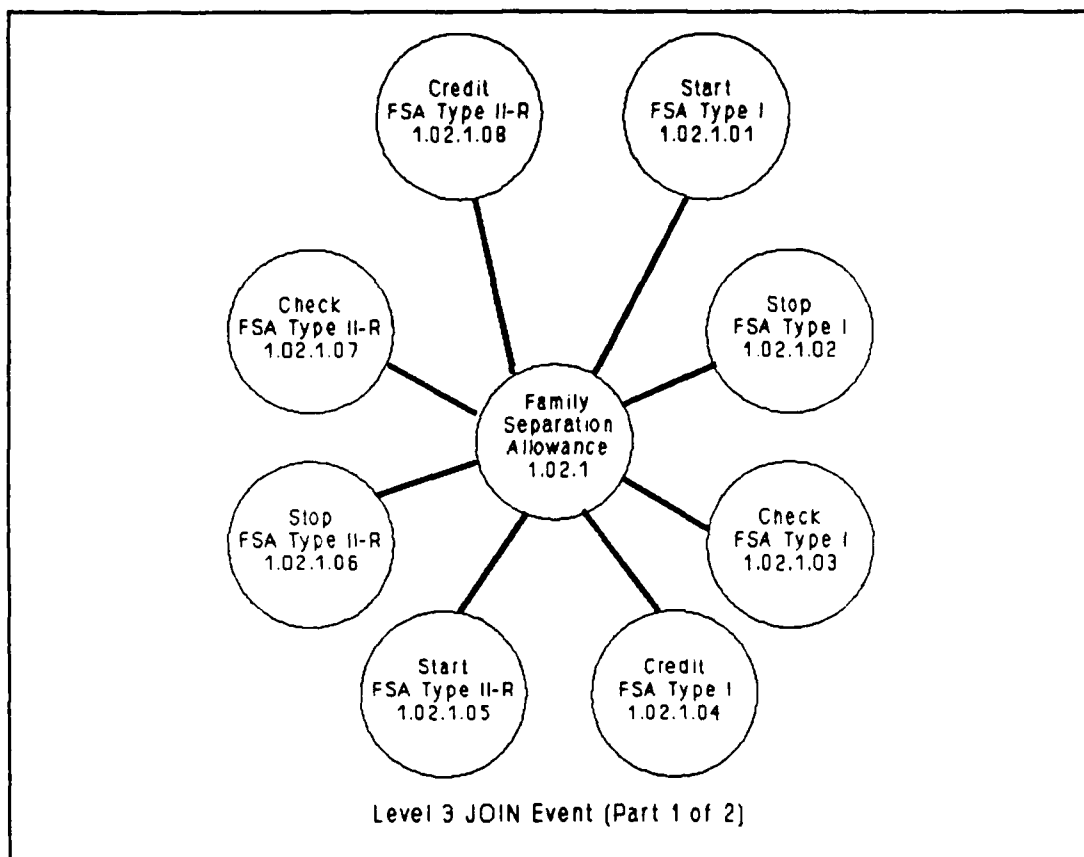 Credit
FSA Type II-R
1.02.1.08
Start
FSA Type I
1.02.1.01
Check
FSA Type II-R
1.02.1.07
Stop
FSA Type I
1.02.1.02
Family
Separation
Allowance
1.02.1
Stop
FSA Type II-R
1.02.1.06
Check
FSA Type I
1.02.1.03
Start
FSA Type II-R
1.02.1.05
Credit
FSA Type I
1.02.1.04
Level 3 JOIN Event (Part 1 of 2)